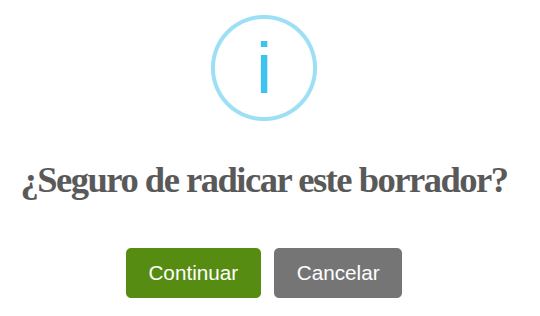 ¿Seguro de radicar este borrador?
Continuar Cancelar